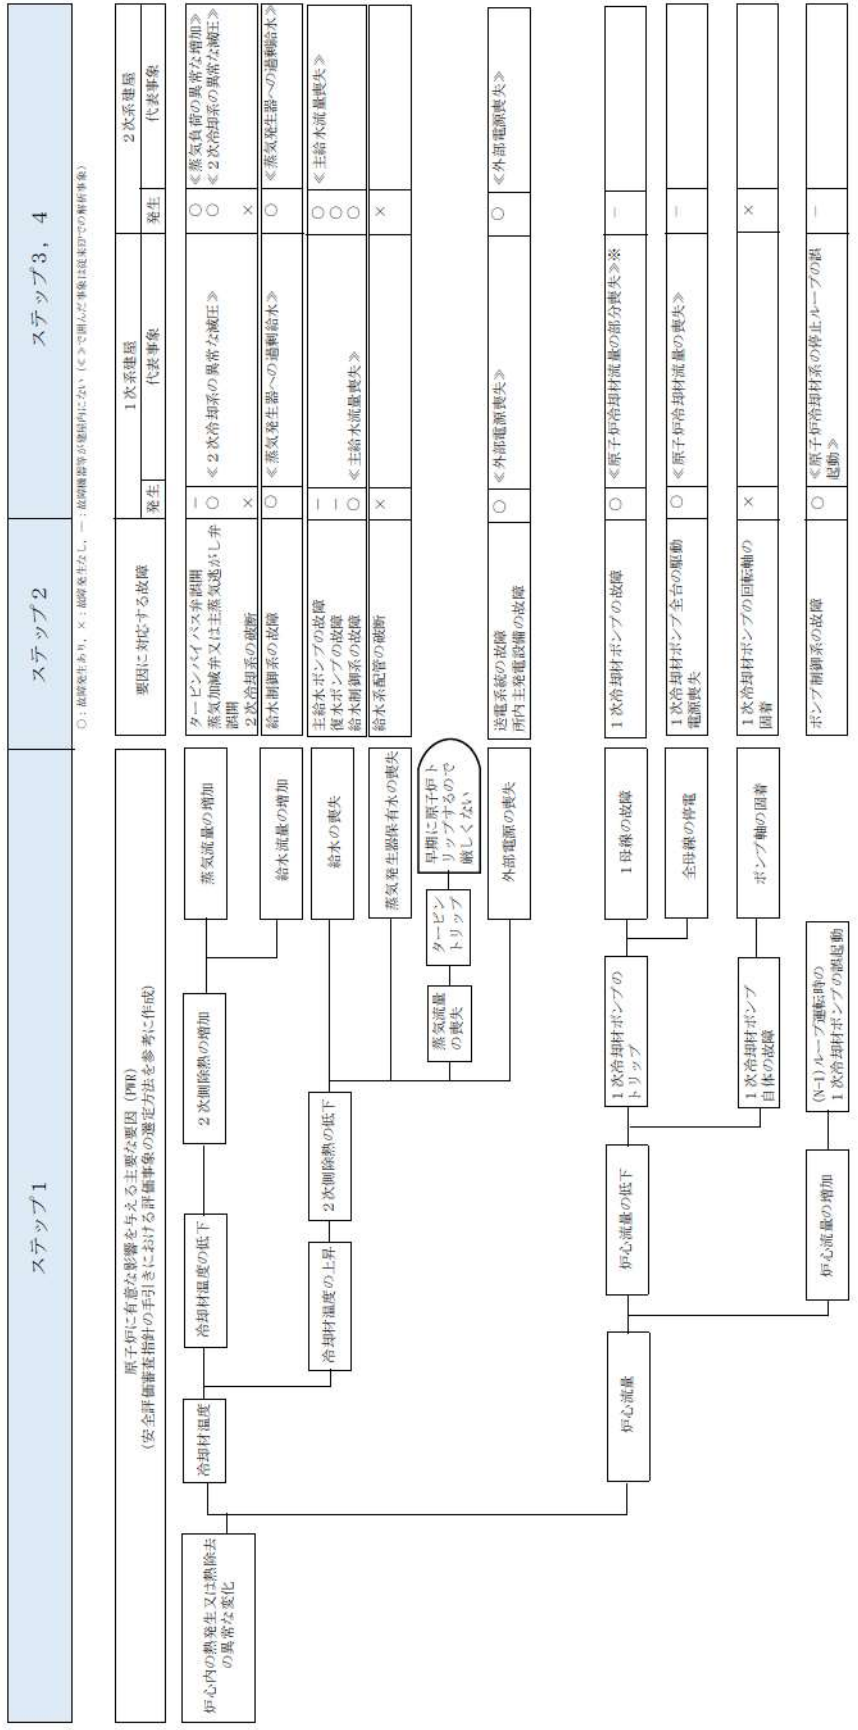 ステップ1
ステップ2
ステップ3，4
○：故障発生あり，×：故障発生なし，－：故障機器等が建屋内にない（≪≫で囲んだ事象は従来EPでの解析事象）
原子炉に有意な影響を与える主要な要因（PWR）
（安全評価審査指針の手引きにおける評価事象の選定方法を参考に作成）
要因に対応する故障
1次系建屋
2次系建屋
発生
代表事象
発生
代表事象
炉心内の熱発生又は熱除去
の異常な変化
冷却材温度
冷却材温度の低下
2次側除熱の増加
蒸気流量の増加
タービンバイパス弁誤開
蒸気加減弁又は主蒸気逃がし弁
誤開
2次冷却系の破断
－
○
×
≪2次冷却系の異常な減圧≫
○
○
×
≪蒸気負荷の異常な増加≫
≪2次冷却系の異常な減圧≫
給水流量の増加
給水制御系の故障
○
≪蒸気発生器への過剰給水≫
○
≪蒸気発生器への過剰給水≫
冷却材温度の上昇
2次側除熱の低下
給水の喪失
主給水ポンプの故障
復水ポンプの故障
給水制御系の故障
－
－
○
≪主給水流量喪失≫
○
○
○
≪主給水流量喪失≫
蒸気発生器保有水の喪失
給水系配管の破断
×
×
蒸気流量
の喪失
タービン
トリップ
早期に原子炉ト
リップするので
厳しくない
外部電源の喪失
送電系統の故障
所内主発電設備の故障
○
≪外部電源喪失≫
○
≪外部電源喪失≫
炉心流量
炉心流量の低下
1次冷却材ポンプの
トリップ
1母線の故障
1次冷却材ポンプの故障
○
≪原子炉冷却材流量の部分喪失≫※
－
全母線の停電
1次冷却材ポンプ全台の駆動
電源喪失
○
≪原子炉冷却材流量の喪失≫
－
1次冷却材ポンプ
自体の故障
ポンプ軸の固着
1次冷却材ポンプの回転軸の
固着
×
×
炉心流量の増加
(N-1)ループ運転時の
1次冷却材ポンプの誤起動
ポンプ制御系の故障
○
≪原子炉冷却材系の停止ループの誤
起動≫
－